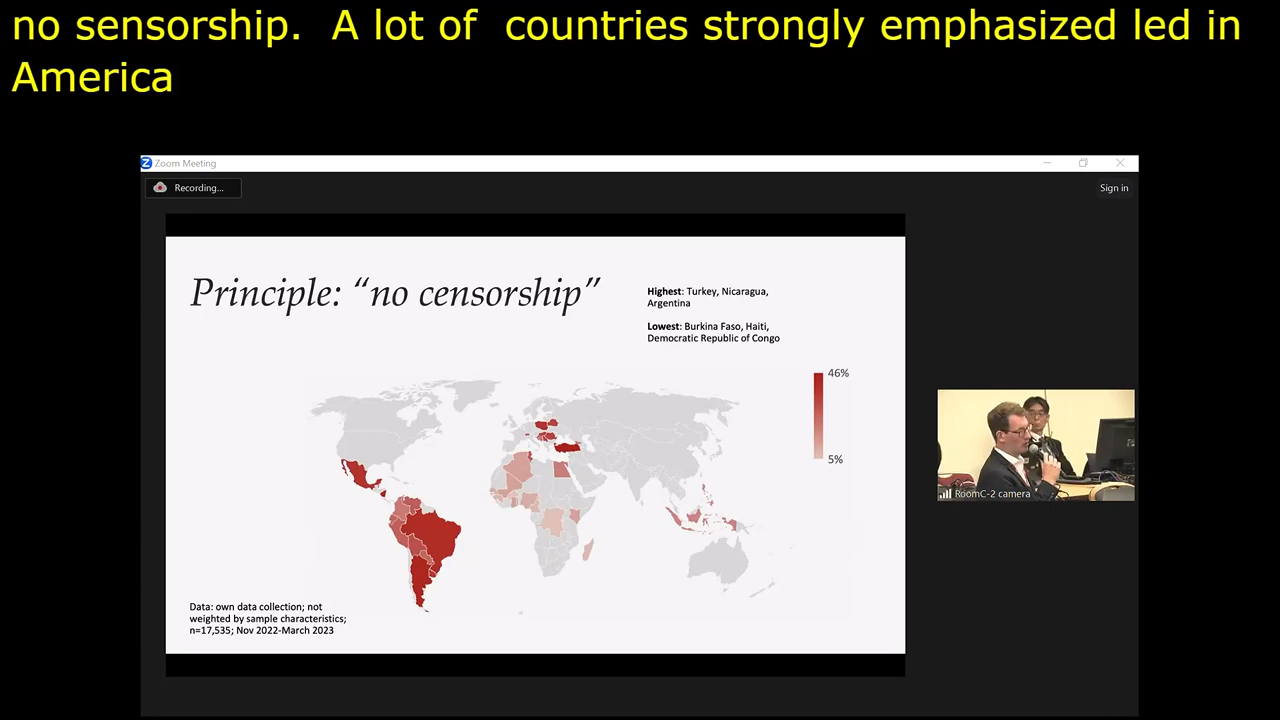 no sensorship.  A lot of  countries strongly emphasized led in
America
Zoom Meeting
Recording...
Sign in
Principle: “no censorship”
Highest: Turkey, Nicaragua,
Argentina
Lowest: Burkina Faso, Haiti,
Democratic Republic of Congo
46%
5%
RoomC-2 camera
Data: own data collection; not
weighted by sample characteristics;
n=17,535; Nov 2022-March 2023